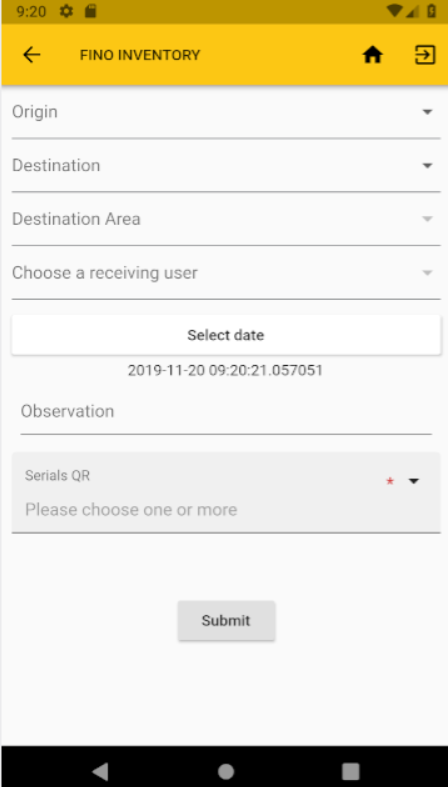 9:20
FINO INVENTORY
Origin
Destination
Destination Area
Choose a receiving user
Select date
2019-11-20 09:20:21.057051
Observation
Serials QR
*
Please choose one or more
Submit